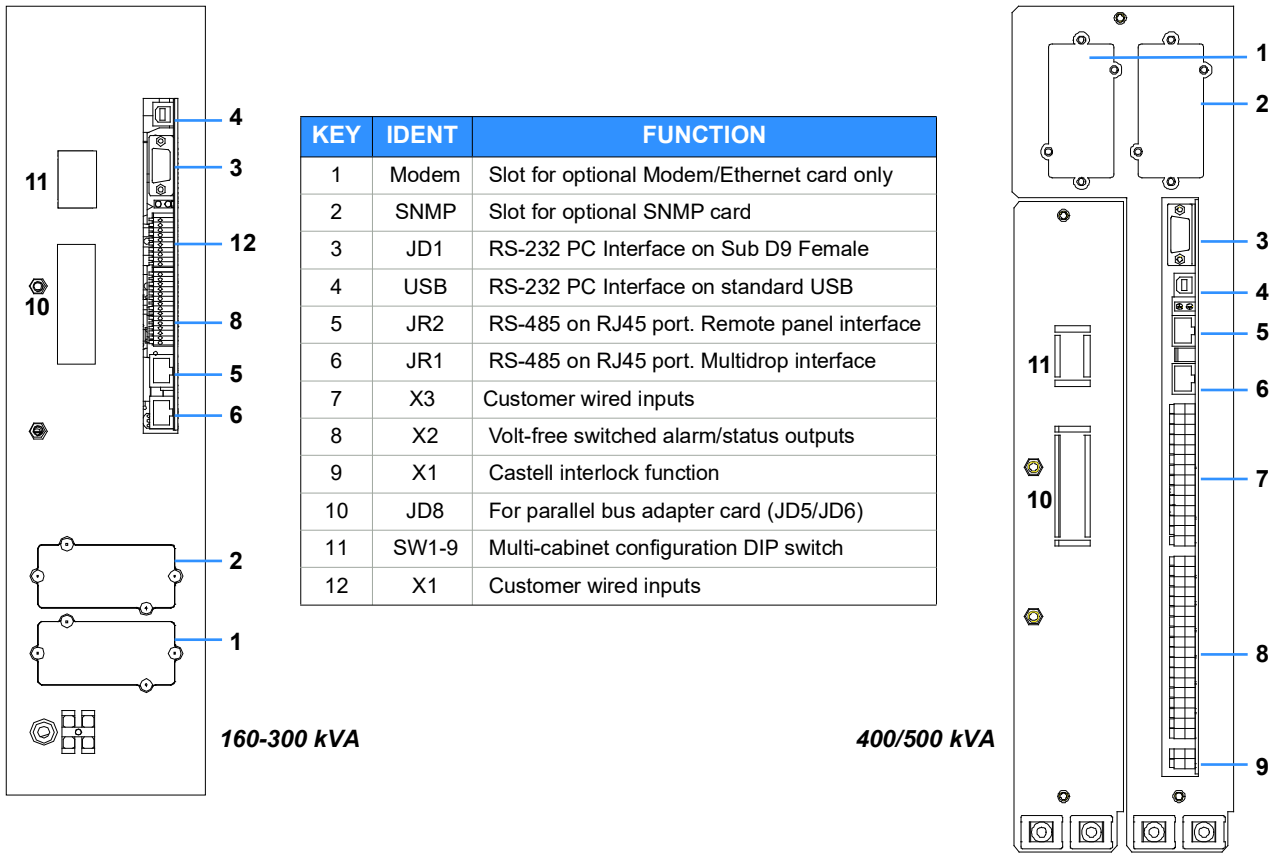 4
3
11
12
10
8
5
6
2
1
160-300 kVA
KEY IDENT FUNCTION
1 Modem Slot for optional Modem/Ethernet card only
2 SNMP Slot for optional SNMP card
3 JD1 RS-232 PC Interface on Sub D9 Female
4 USB RS-232 PC Interface on standard USB
5 JR2 RS-485 on RJ45 port. Remote panel interface
6 JR1 RS-485 on RJ45 port. Multidrop interface
7 X3 Customer wired inputs
8 X2 Volt-free switched alarm/status outputs
9 X1 Castell interlock function
10 JD8 For parallel bus adapter card (JD5/JD6)
11 SW1-9 Multi-cabinet configuration DIP switch
12 X1 Customer wired inputs
400/500 kVA
1
2
3
4
5
11
6
7
10
8
9